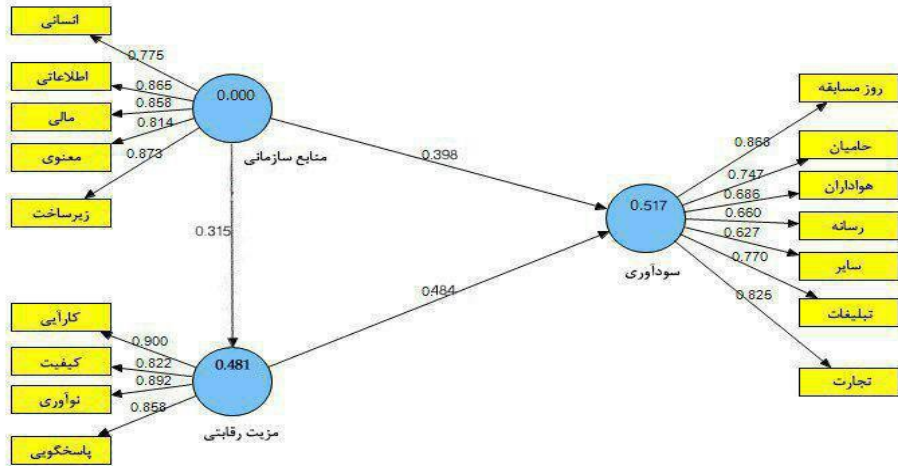 انسانی
اطلاعاتی
مالی
معنوی
زیرساخت
0.775
0.865
0.858
0.814
0.873
0.000
منابع سازمانی
0.398
0.315
0.484
کارآیی
کیفیت
نوآوری
پاسخگویی
0.900
0.822
0.892
0.858
0.481
مزیت رقابتی
0.517
سودآوری
0.868
0.747
0.686
0.660
0.627
0.770
0.825
روز مسابقه
حامیان
هواداران
رسانه
سایر
تبلیغات
تجارت